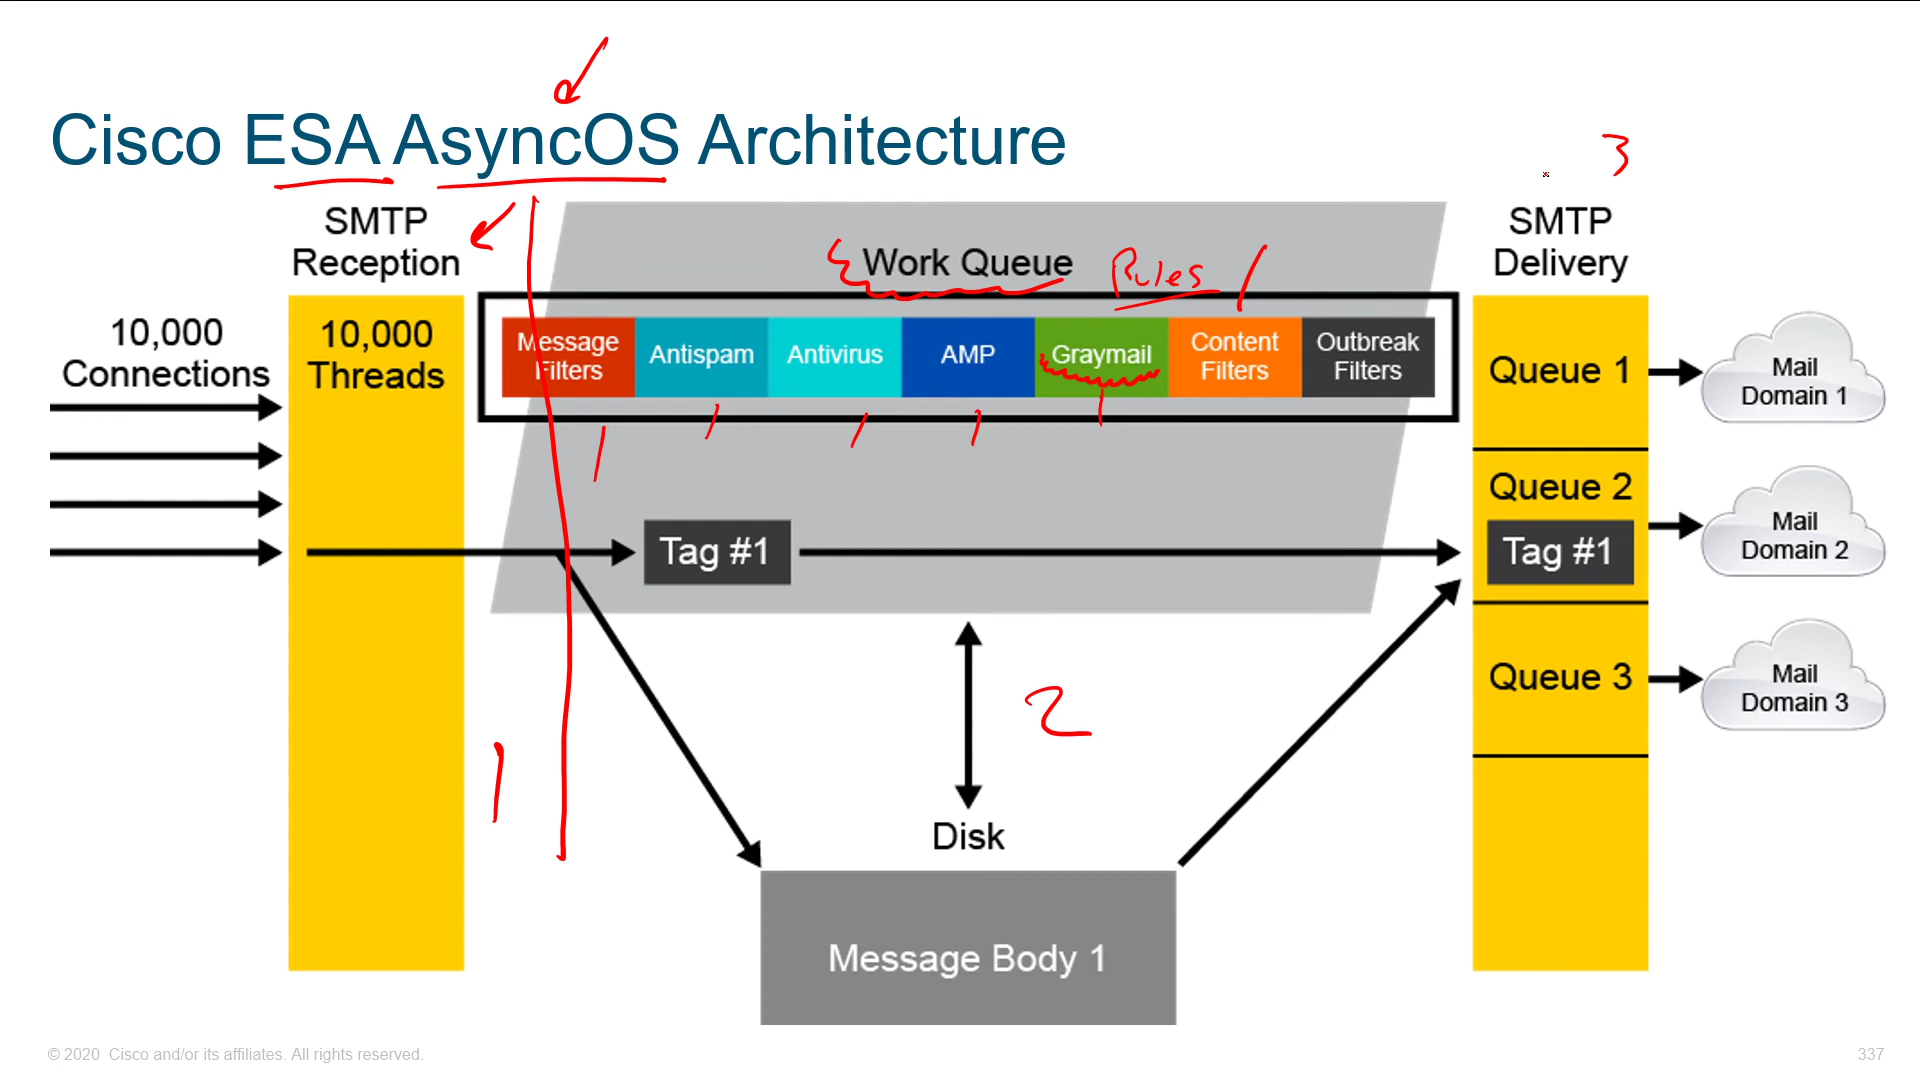 Cisco ESA AsyncOS Architecture
3
SMTP
Reception
Work Queue
Rules
SMTP
Delivery
10,000
Connections
10,000
Threads
Message
Filters
Antispam
Antivirus
AMP
Graymail
Content
Filters
Outbreak
Filters
Queue 1
Mail
Domain 1
Queue 2
Tag #1
Tag #1
Mail
Domain 2
Queue 3
Mail
Domain 3
1
2
Disk
Message Body 1
© 2020 Cisco and/or its affiliates. All rights reserved.
337